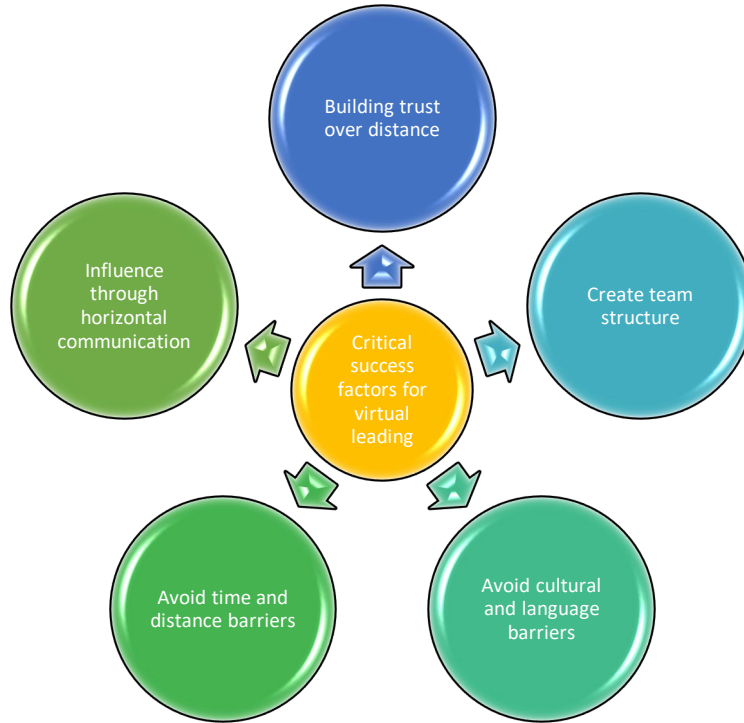 Building trust
over distance
Create team
structure
Avoid cultural
and language
barriers
Avoid time and
distance barriers
Influence
through
horizontal
communication
Critical
success
factors for
virtual
leading